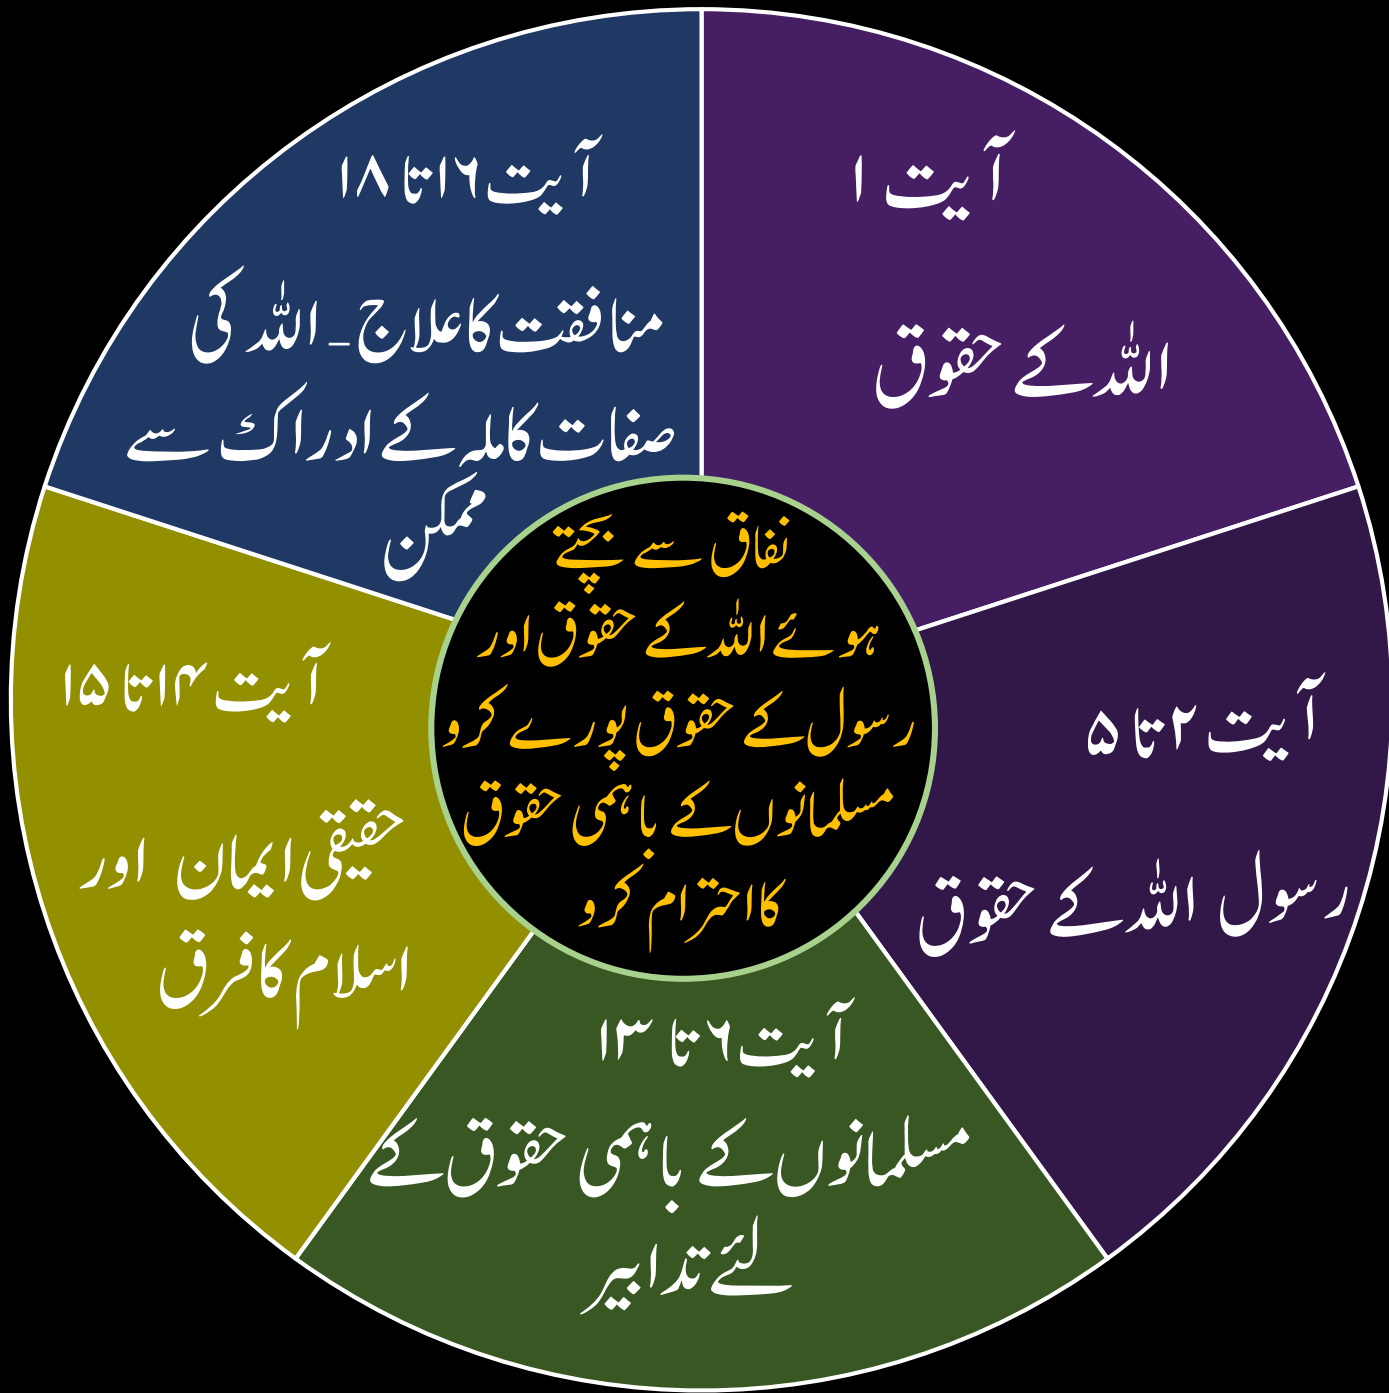 آیت ۱
اللہ کے حقوق
آیت ۲ تا ۵
رسول اللہ کے حقوق
آیت ۶ تا ۱۳
مسلمانوں کے باہمی حقوق کے
لئے تدابیر
آیت ۱۴ تا ۱۵
حقیقی ایمان اور
اسلام کا فرق
آیت ۱۶ تا ۱۸
منافقت کا علاج ۔ اللہ کی
صفات کاملہ کے ادراک سے
ممکن
نفاق سے بچتے
ہوئے اللہ کے حقوق اور
رسول کے حقوق پورے کرو
مسلمانوں کے باہمی حقوق
کا احترام کرو